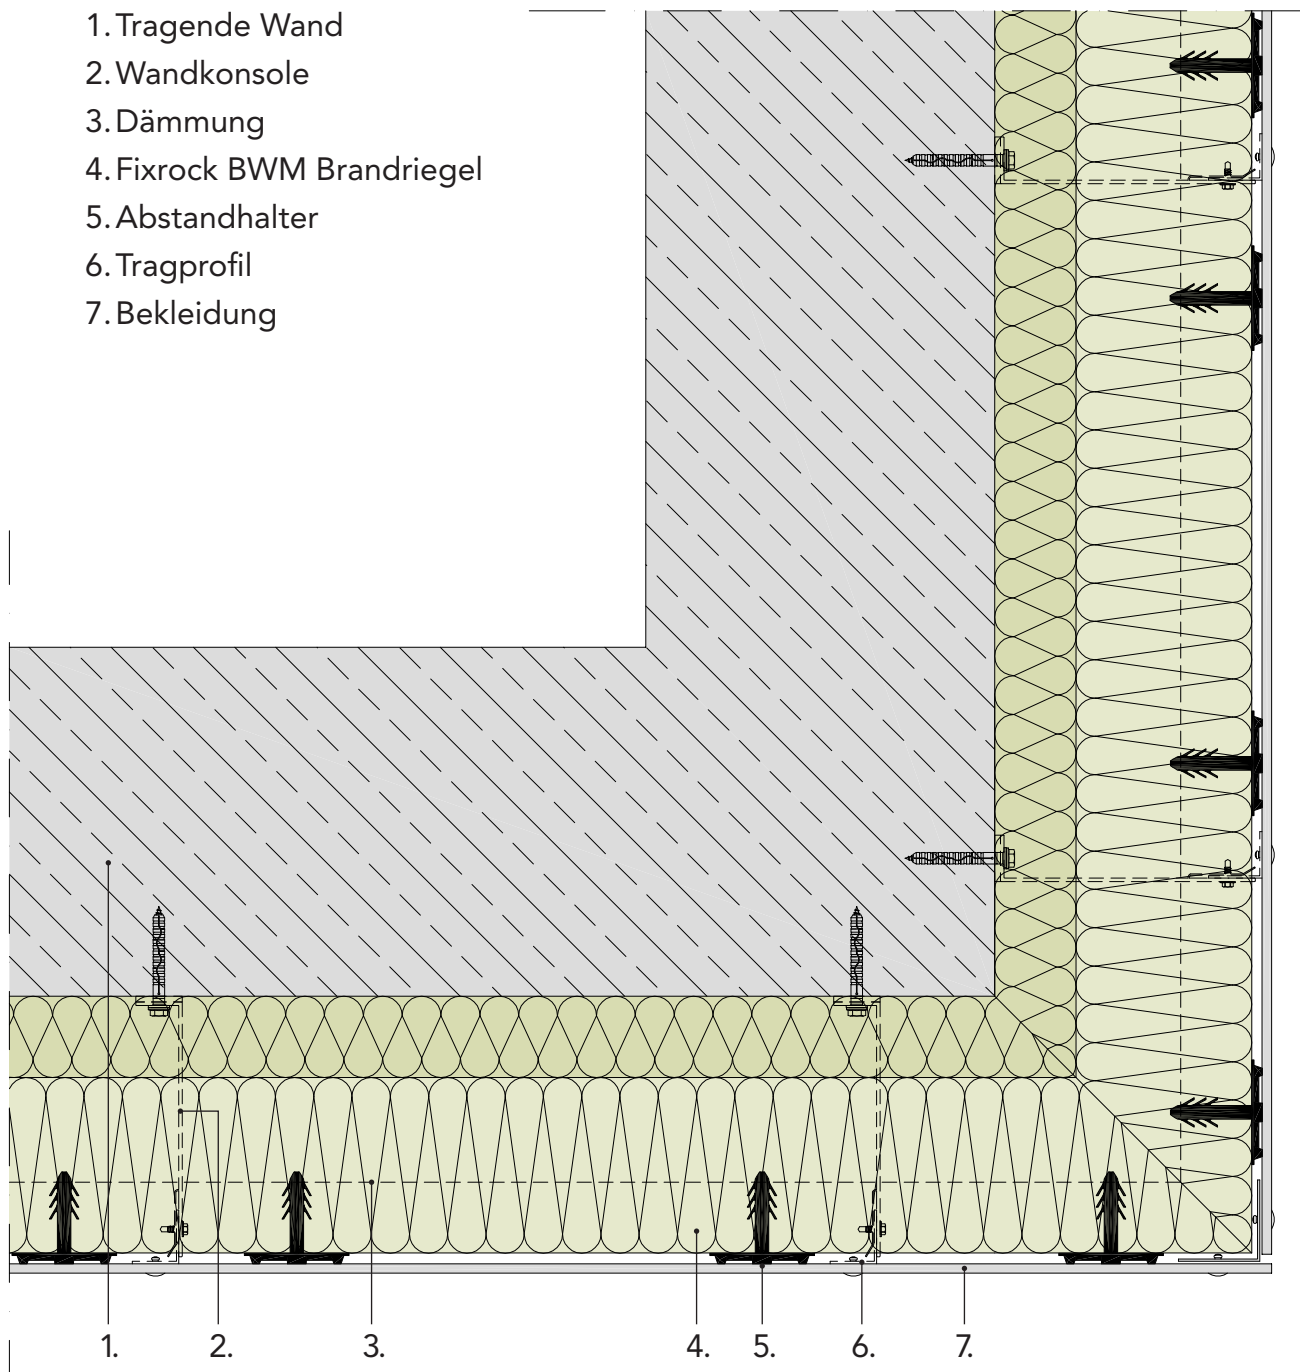 1. Tragende Wand
2. Wandkonsole
3. Dämmung
4. Fixrock BWM Brandriegel
5. Abstandhalter
6. Tragprofil
7. Bekleidung
1. 2. 3. 4. 5. 6. 7.